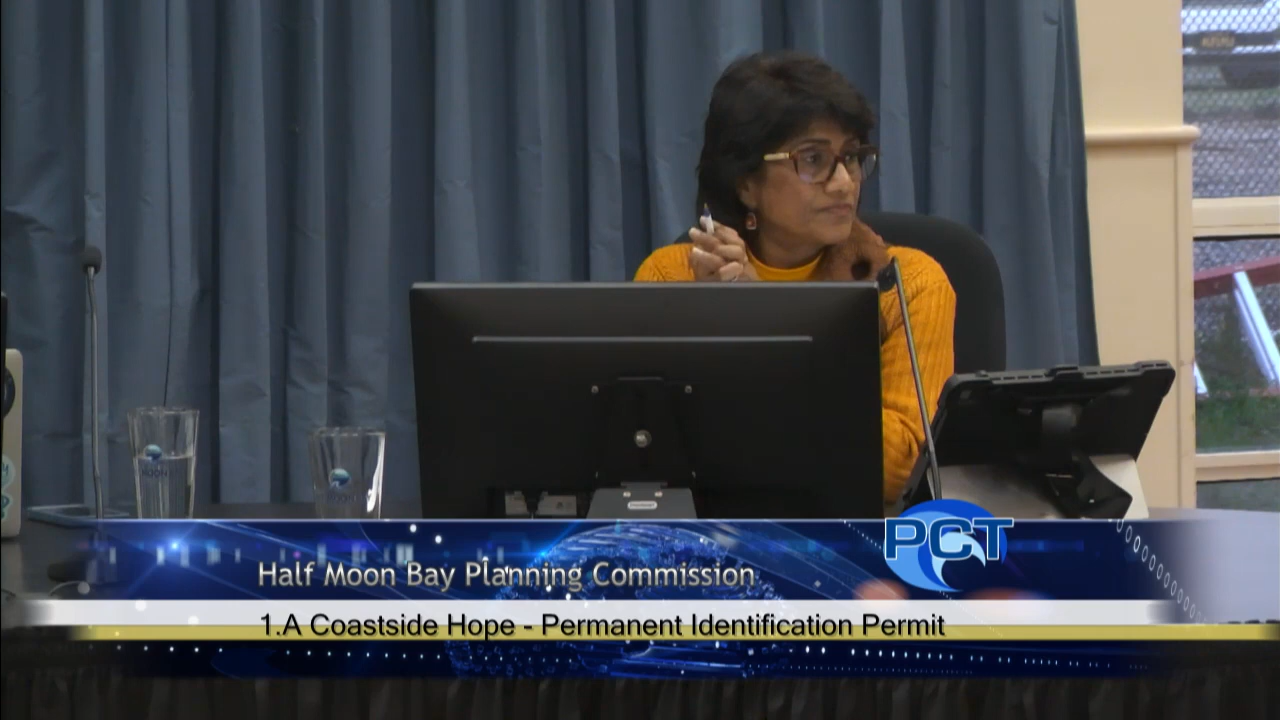 PCT
Half Moon Bay Planning Commission
1.A Coastside Hope - Permanent Identification Permit